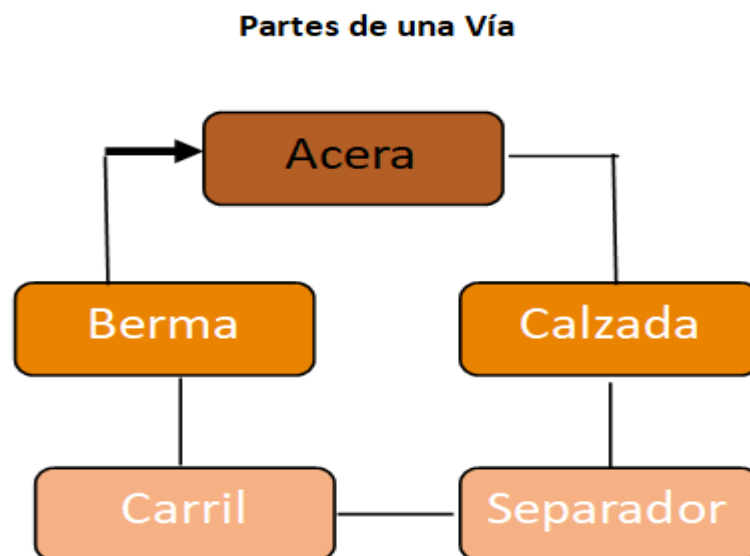 Partes de una Vía
Acera
Berma
Calzada
Carril
Separador